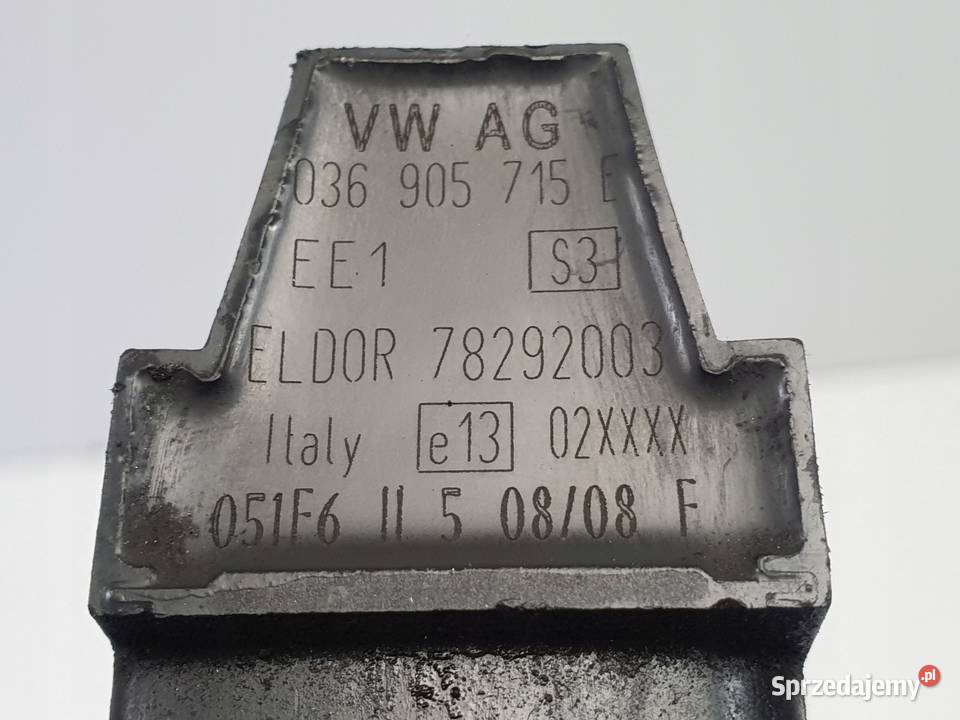 VW AG
036 905 715 E
EE1 S3
ELDOR 78292003
Italy e13 02XXXX
051F6 II 5 08/08 F
Sprzedajemy.pl